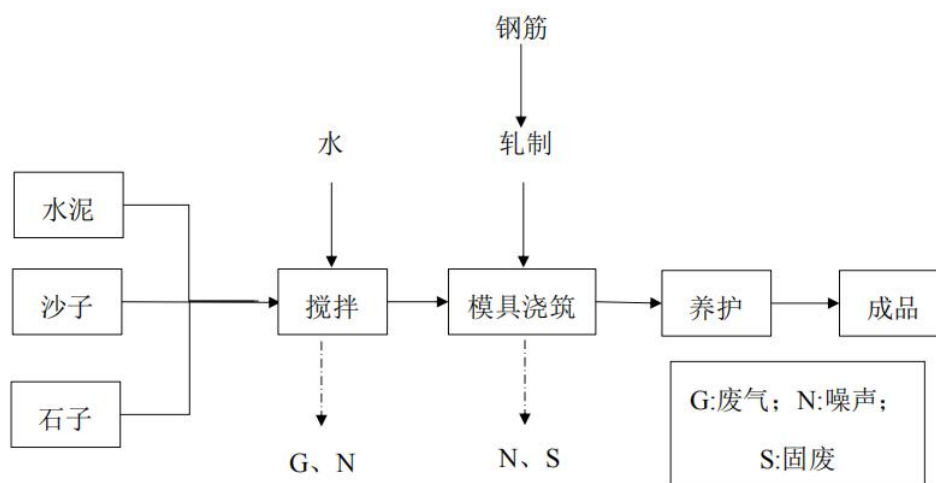 钢筋
水
轧制
水泥
沙子
搅拌
模具浇筑
养护
成品
石子
G:废气；N:噪声；
S:固废
G、N
N、S